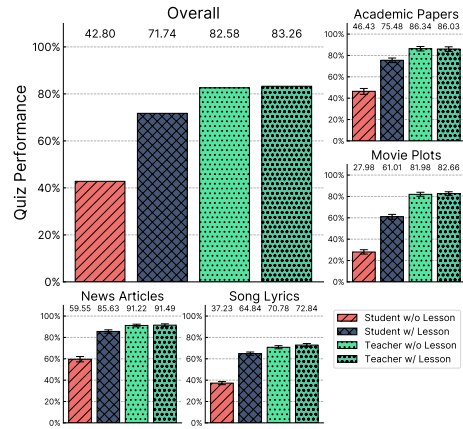 Overall
42.80 71.74 82.58 83.26
100%
80%
60%
40%
20%
0%
Quiz Performance
Academic Papers
46.43 75.48 86.34 86.03
100%
80%
60%
40%
20%
0%
Movie Plots
27.98 61.01 81.98 82.66
100%
80%
60%
40%
20%
0%
News Articles
59.55 85.63 91.22 91.49
100%
80%
60%
40%
20%
0%
Song Lyrics
37.23 64.84 70.78 72.84
100%
80%
60%
40%
20%
0%
Student w/o Lesson
Student w/ Lesson
Teacher w/o Lesson
Teacher w/ Lesson